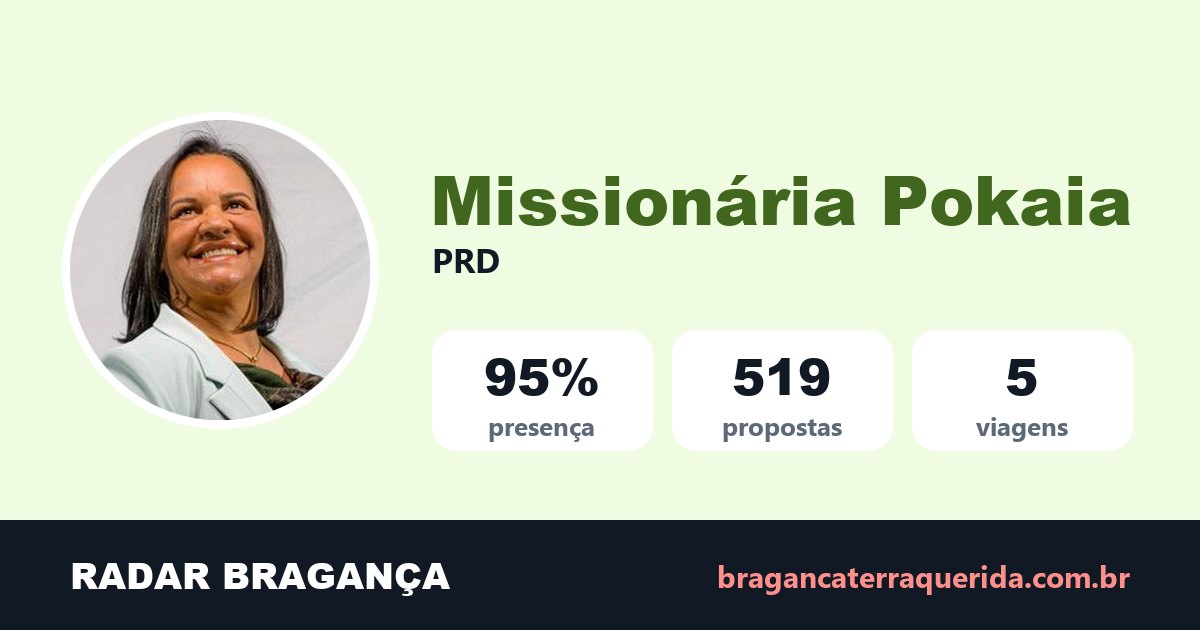 Missionária Pokaia
PRD
95%
presença
519
propostas
5
viagens
RADAR BRAGANÇA
bragancaterraquerida.com.br